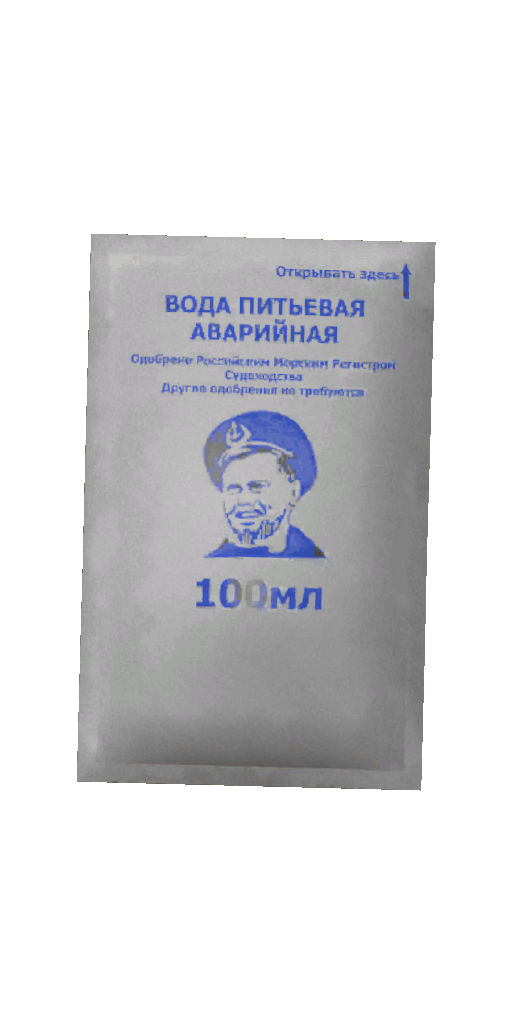 Открывать здесь
ВОДА ПИТЬЕВАЯ
АВАРИЙНАЯ
Одобрено Российским Морским Регистром
Судоходства
Другие одобрения не требуются
100мл